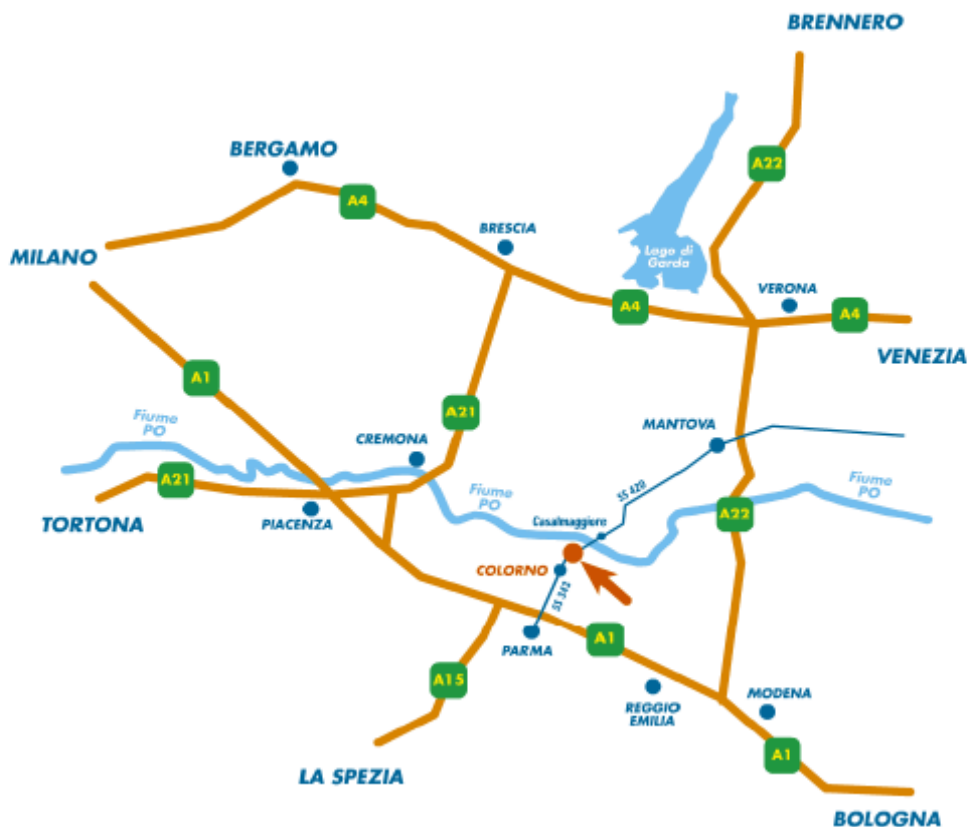 BRENNERO
BERGAMO
A22
A4
BRESCIA
MILANO
Lago di
Garda
VERONA
A4
A4
VENEZIA
A1
A21
Fiume
PO
CREMONA
MANTOVA
A21
SS 420
Fiume
PO
Fiume
PO
TORTONA
PIACENZA
A22
Casalmaggiore
COLORNO
SS 343
PARMA
A1
A15
REGGIO
EMILIA
MODENA
LA SPEZIA
A1
BOLOGNA